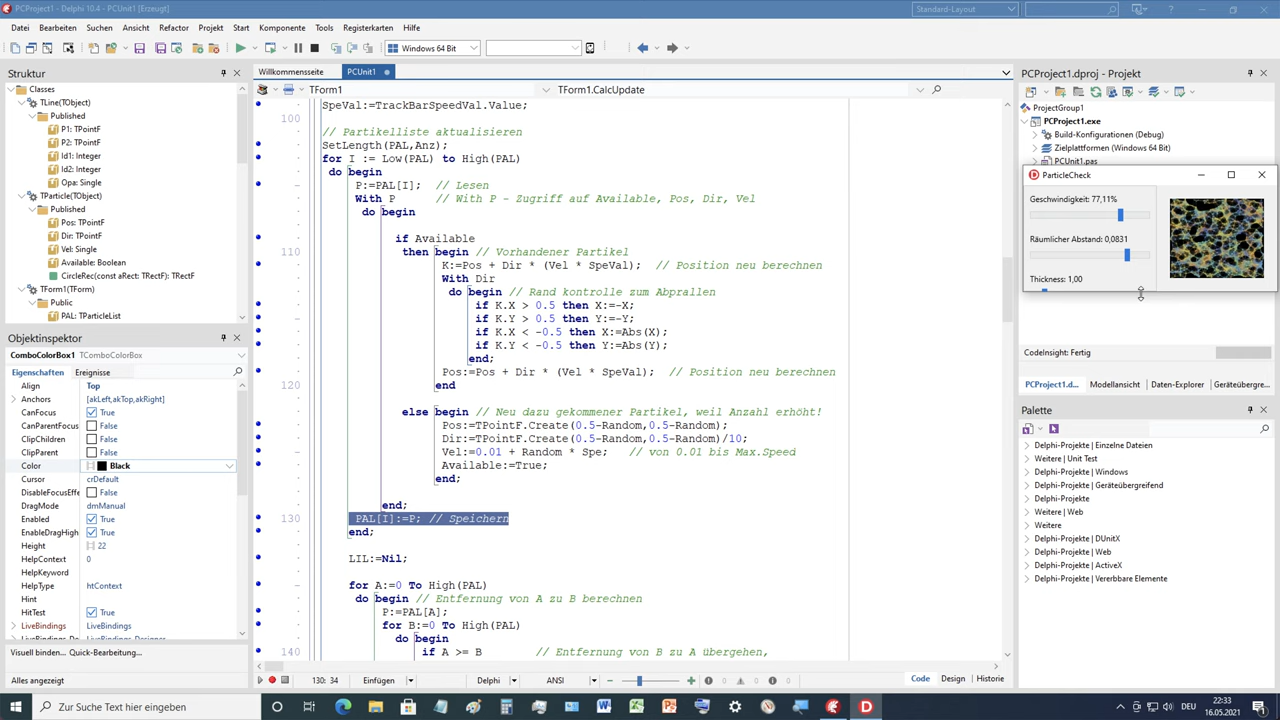 PCProject1 - Delphi 10.4 - PCUnit1 [Erzeugt]
Standard-Layout
Datei Bearbeiten Suchen Ansicht Refactor Projekt Start Komponente Tools Registerkarten Hilfe
Windows 64 Bit
Struktur
Classes
TLine(TObject)
Published
P1: TPointF
P2: TPointF
Id1: Integer
Id2: Integer
Opa: Single
TParticle(TObject)
Published
Pos: TPointF
Dir: TPointF
Vel: Single
Available: Boolean
CircleRec(const aRect: TRectF): TRectF
TForm1(TForm)
Public
PAL: TParticleList
Objektinspektor
ComboColorBox1 TComboColorBox
Eigenschaften Ereignisse
Align Top
Anchors [akLeft,akTop,akRight]
CanFocus True
CanParentFocus False
ClipChildren False
ClipParent False
Color Black
Cursor crDefault
DisableFocusEffe False
DragMode dmManual
Enabled True
EnableDragHigh True
Height 22
HelpContext 0
HelpKeyword
HelpType htContext
Hint
HitTest True
LiveBindings LiveBindings
LiveBindings De LiveBindings Designer
Visuell binden... Quick-Bearbeitung...
Alles angezeigt
Willkommensseite PCUnit1
TForm1 TForm1.CalcUpdate
SpeVal:=TrackBarSpeedVal.Value;
100
// Partikelliste aktualisieren
SetLength(PAL,Anz);
for I := Low(PAL) to High(PAL)
do begin
P:=PAL[I]; // Lesen
With P // With P - Zugriff auf Available, Pos, Dir, Vel
do begin
if Available
110 then begin // Vorhandener Partikel
K:=Pos + Dir * (Vel * SpeVal); // Position neu berechnen
With Dir
do begin // Rand kontrolle zum Abprallen
if K.X > 0.5 then X:=-X;
if K.Y > 0.5 then Y:=-Y;
if K.X < -0.5 then X:=Abs(X);
if K.Y < -0.5 then Y:=Abs(Y);
end;
Pos:=Pos + Dir * (Vel * SpeVal); // Position neu berechnen
120 end
else begin // Neu dazu gekommener Partikel, weil Anzahl erhöht!
Pos:=TPointF.Create(0.5-Random,0.5-Random);
Dir:=TPointF.Create(0.5-Random,0.5-Random)/10;
Vel:=0.01 + Random * Spe; // von 0.01 bis Max.Speed
Available:=True;
end;
end;
130 PAL[I]:=P; // Speichern
end;
LIL:=Nil;
for A:=0 To High(PAL)
do begin // Entfernung von A zu B berechnen
P:=PAL[A];
for B:=0 To High(PAL)
do begin
140 if A >= B // Entfernung von B zu A übergehen,
130: 34 Einfügen Delphi ANSI 0 0 0 Code Design Historie
PCProject1.dproj - Projekt
ProjectGroup1
PCProject1.exe
Build-Konfigurationen (Debug)
Zielplattformen (Windows 64 Bit)
PCUnit1.pas
ParticleCheck
Geschwindigkeit: 77,11%
Räumlicher Abstand: 0,0831
Thickness: 1,00
CodeInsight: Fertig
PCProject1.d... Modellansicht Daten-Explorer Geräteübergre...
Palette
Delphi-Projekte | Einzelne Dateien
Weitere | Unit Test
Delphi-Projekte | Windows
Delphi-Projekte | Geräteübergreifend
Delphi-Projekte
Weitere | Web
Weitere
Delphi-Projekte | DUnitX
Delphi-Projekte | Web
Delphi-Projekte | ActiveX
Delphi-Projekte | Vererbbare Elemente
Zur Suche Text hier eingeben
DEU
22:33
16.05.2021